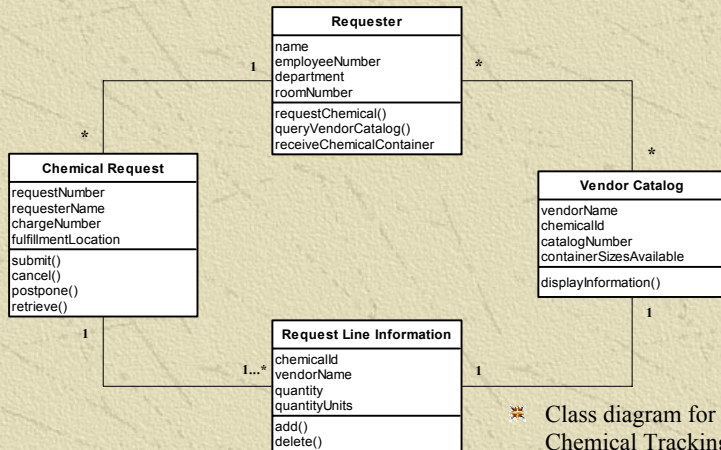 Requester
name
employeeNumber
department
roomNumber
requestChemical()
queryVendorCatalog()
receiveChemicalContainer
1
*
*
*
Chemical Request
requestNumber
requesterName
chargeNumber
fulfillmentLocation
submit()
cancel()
postpone()
retrieve()
Vendor Catalog
vendorName
chemicalId
catalogNumber
containerSizesAvailable
displayInformation()
1
1
Request Line Information
chemicalId
vendorName
quantity
quantityUnits
add()
delete()
1...*
1
Class diagram for
Chemical Tracking